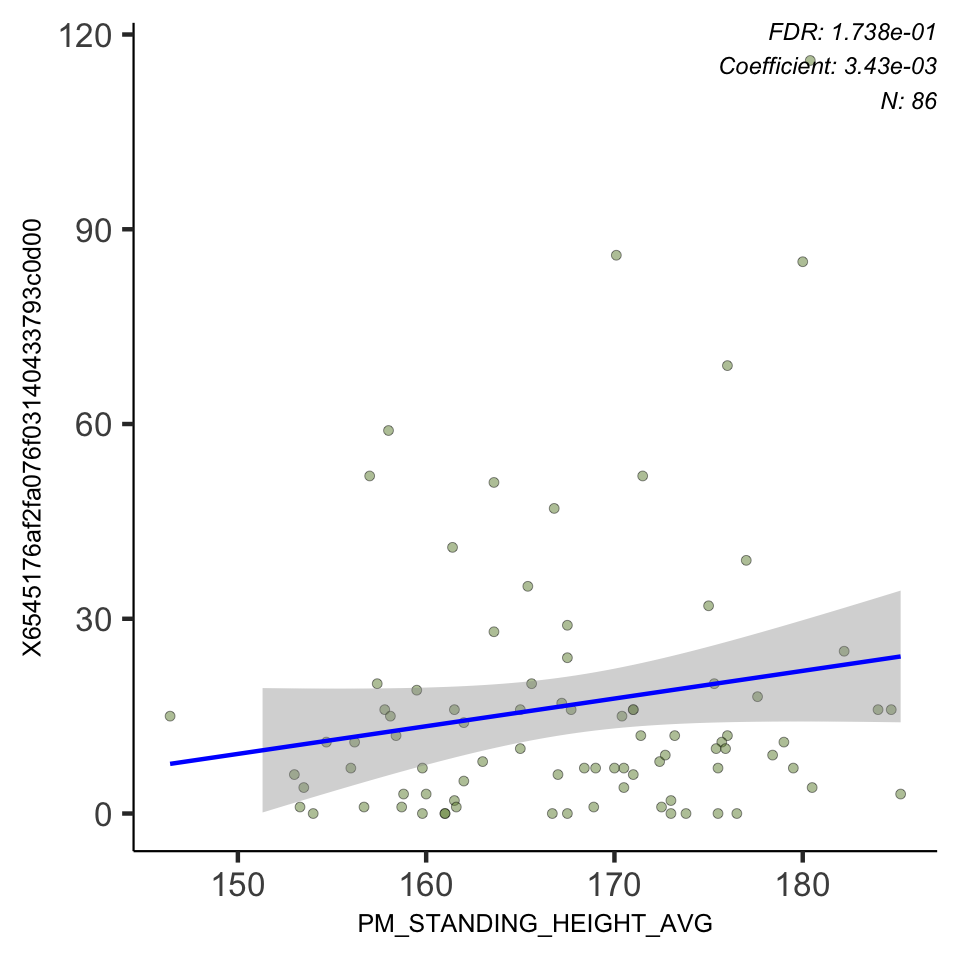 FDR: 1.738e-01
Coefficient: 3.43e-03
N: 86
120
90
60
30
0
X6545176af2fa076f03140433793c0d00
150 160 170 180
PM_STANDING_HEIGHT_AVG